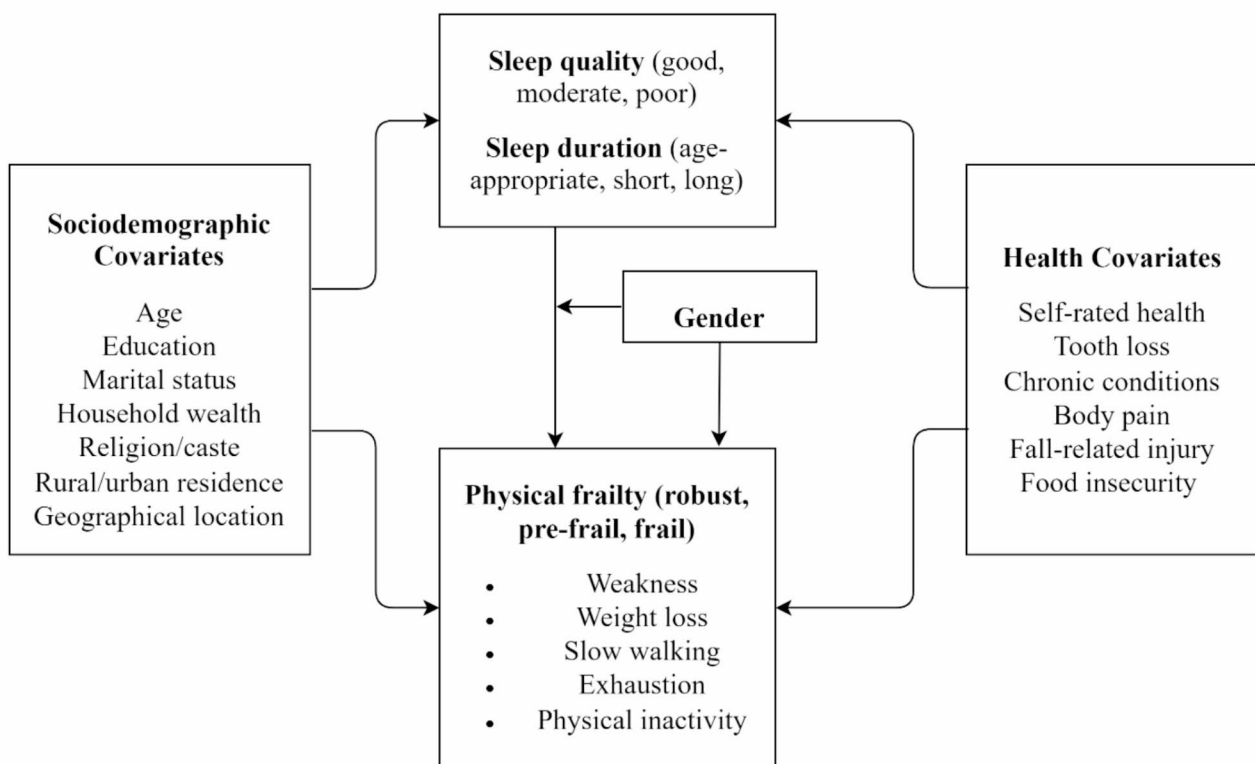 Sleep quality (good,
moderate, poor)
Sleep duration (age-
appropriate, short, long)
Sociodemographic
Covariates
Age
Education
Marital status
Household wealth
Religion/caste
Rural/urban residence
Geographical location
Gender
Health Covariates
Self-rated health
Tooth loss
Chronic conditions
Body pain
Fall-related injury
Food insecurity
Physical frailty (robust,
pre-frail, frail)
• Weakness
• Weight loss
• Slow walking
• Exhaustion
• Physical inactivity